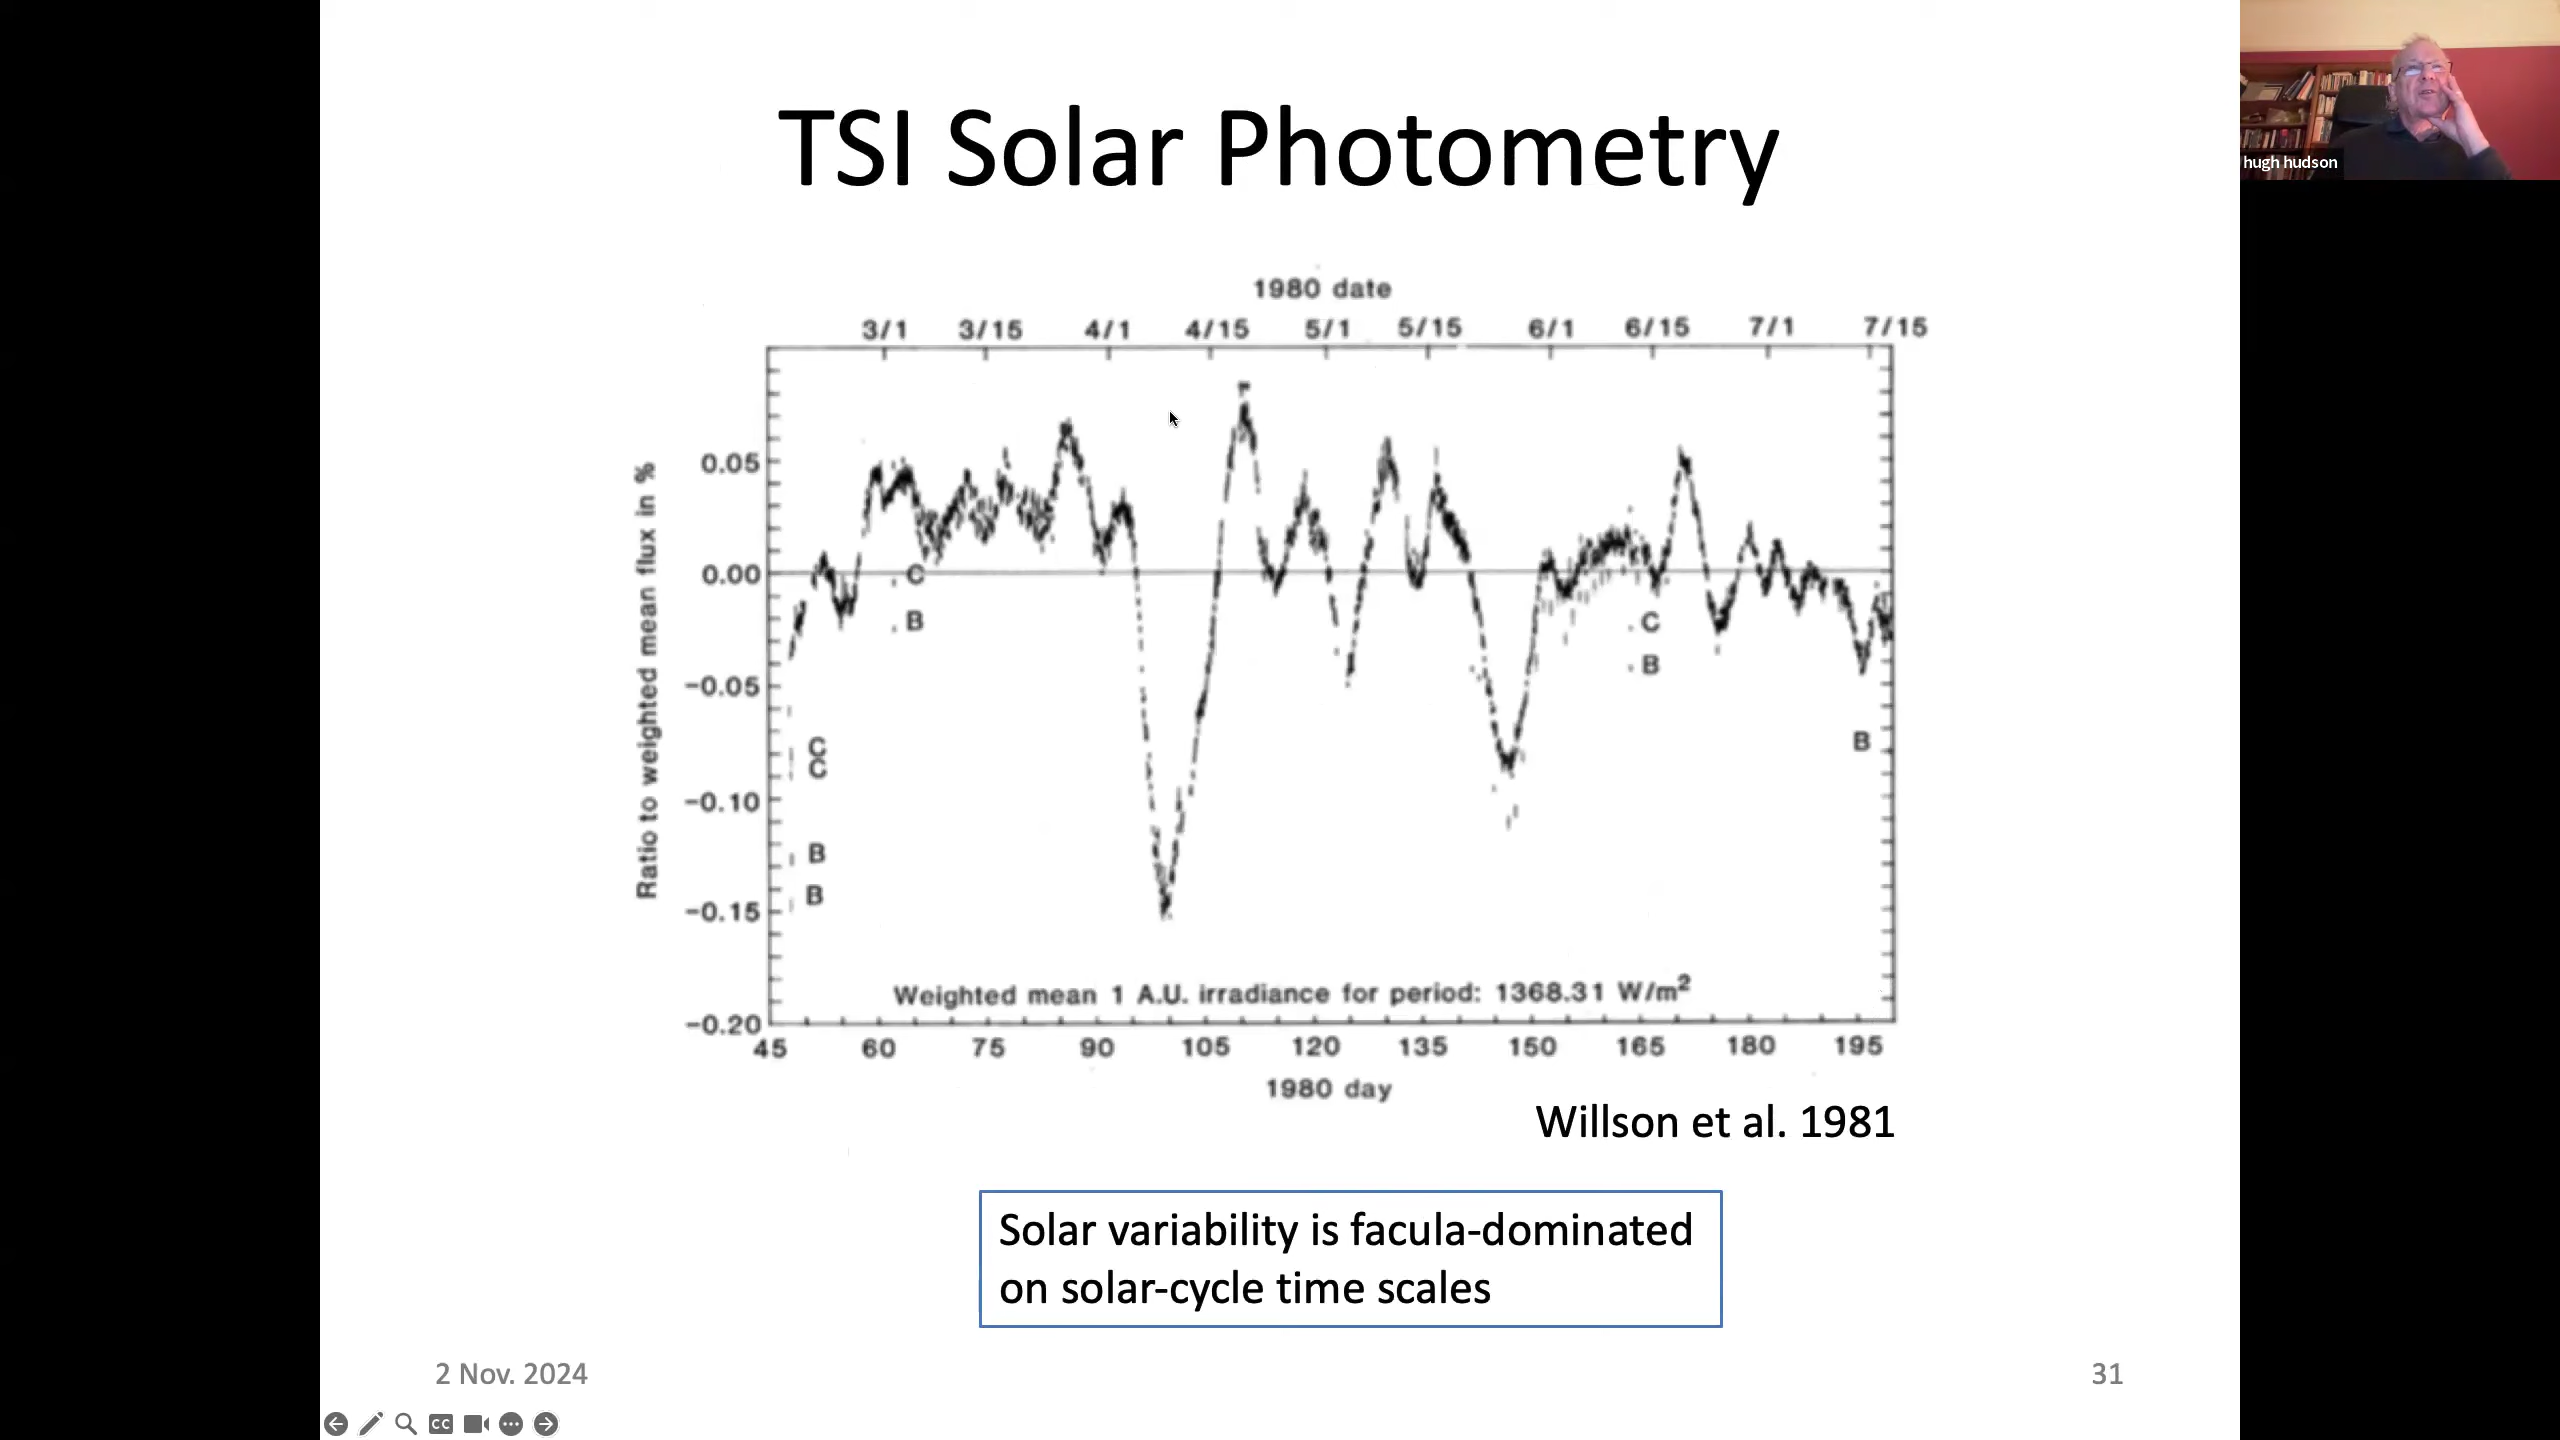 TSI Solar Photometry
hugh hudson
1980 date
3/1 3/15 4/1 4/15 5/1 5/15 6/1 6/15 7/1 7/15
Ratio to weighted mean flux in %
0.05
0.00
-0.05
-0.10
-0.15
-0.20
C
B
C
C
B
B
C
B
B
Weighted mean 1 A.U. irradiance for period: 1368.31 W/m²
45 60 75 90 105 120 135 150 165 180 195
1980 day
Willson et al. 1981
Solar variability is facula-dominated
on solar-cycle time scales
2 Nov. 2024
31
CC